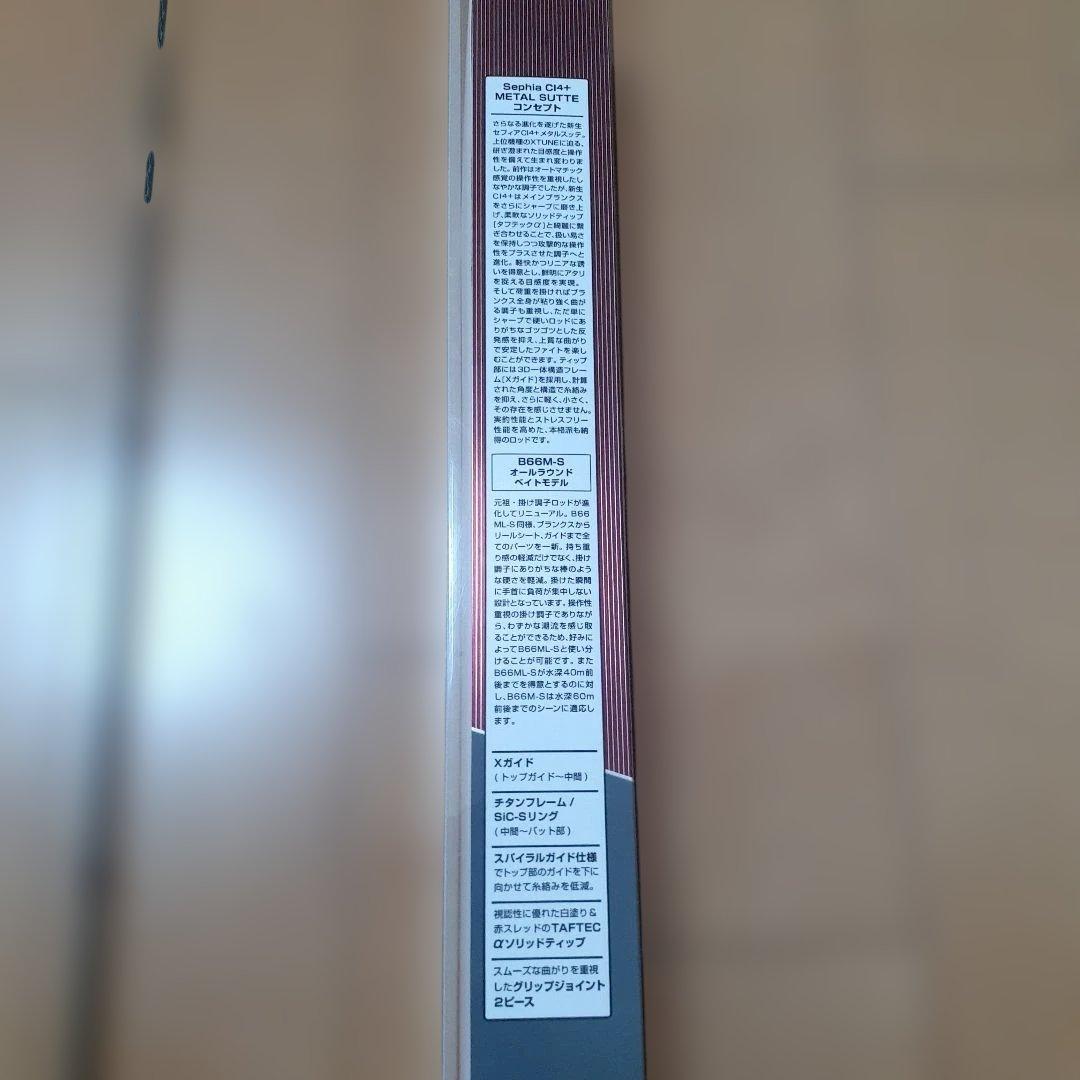 Sephia CI4+
METAL SUTTE
コンセプト
さらなる進化を遂げた新生
セフィアCI4+メタルスッテ。
上位機種のXTUNEに迫る、
研ぎ澄まれた目感度と操作
性を備えて生まれ変わりま
した。前作はオートマチック
感覚の操作性を重視したし
なやかな調子でしたが、新生
CI4+はメインブランクス
をさらにシャープに磨き上
げ、柔軟なソリッドティップ
[タフテックα]と綺麗に繋
ぎ合わせることで、扱い易さ
を保持しつつ攻撃的な操作
性をプラスさせた調子へと
進化。軽快かつリニアな誘
いを得意とし、鮮明にアタリ
を捉える目感度を実現。
そして荷重を掛ければブラ
ンクス全身が粘り強く曲が
る調子も重視し、ただ単に
シャープで硬いロッドにあ
りがちなゴツゴツとした反
発感を抑え、上質な曲がり
で安定したファイトを楽し
むことができます。ティップ
部には3D一体構造フレー
ム[Xガイド]を採用し、計算
された角度と構造で糸絡み
を抑え、さらに軽く、小さく、
その存在を感じさせません。
実釣性能とストレスフリー
性能を高めた、本格派も納
得のロッドです。
B66M-S
オールラウンド
ベイトモデル
元祖・掛け調子ロッドが進
化してリニューアル。B66
ML-S同様、ブランクスから
リールシート、ガイドまで全
てのパーツを一新。持ち重
り感の軽減だけでなく、掛け
調子にありがちな棒のよう
な硬さを軽減。掛けた瞬間
に手首に負荷が集中しない
設計となっています。操作性
重視の掛け調子でありなが
ら、わずかな潮流を感じ取
ることができるため、好みに
よってB66ML-Sと使い分
けることが可能です。また
B66ML-Sが水深40m前
後までを得意とするのに対
し、B66M-Sは水深60m
前後までのシーンに適応し
ます。
Xガイド
(トップガイド〜中間)
チタンフレーム /
SiC-Sリング
(中間〜バット部)
スパイラルガイド仕様
でトップ部のガイドを下に
向かせて糸絡みを低減。
視認性に優れた白塗り&
赤スレッドのTAFTEC
αソリッドティップ
スムーズな曲がりを重視
したグリップジョイント
2ピース